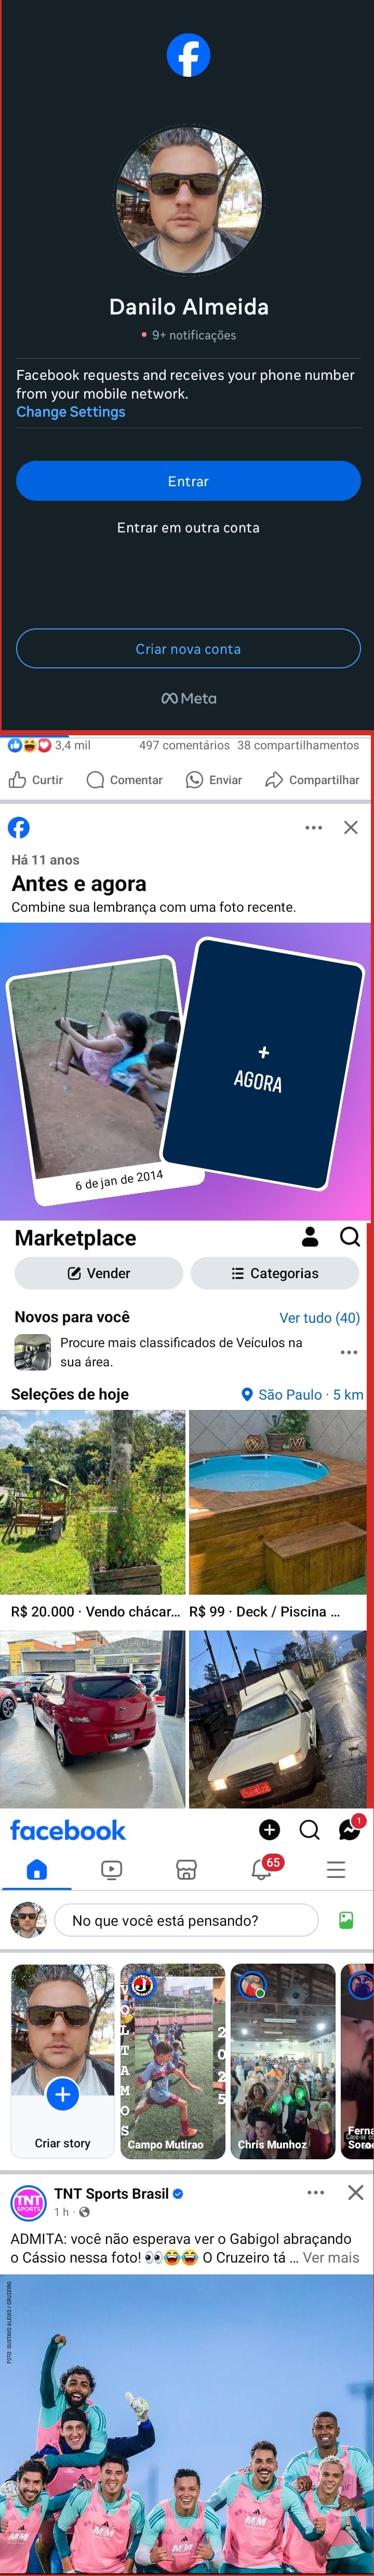 Danilo Almeida
9+ notificações
Facebook requests and receives your phone number
from your mobile network.
Change Settings
Entrar
Entrar em outra conta
Criar nova conta
Meta
3,4 mil 497 comentários 38 compartilhamentos
Curtir Comentar Enviar Compartilhar
Há 11 anos
Antes e agora
Combine sua lembrança com uma foto recente.
+
AGORA
6 de jan de 2014
Marketplace
Vender Categorias
Novos para você Ver tudo (40)
Procure mais classificados de Veículos na
sua área.
Seleções de hoje São Paulo · 5 km
R$ 20.000 · Vendo chácar... R$ 99 · Deck / Piscina ...
facebook
1
65
No que você está pensando?
VOLTAMOS
2025
Criar story
Campo Mutirao
Chris Munhoz
Ferna
Soro
TNT SPORTS
TNT Sports Brasil
1 h ·
ADMITA: você não esperava ver o Gabigol abraçando
o Cássio nessa foto! 👀😂😂 O Cruzeiro tá ... Ver mais
FOTO: GUSTAVO ALEIXO / CRUZEIRO